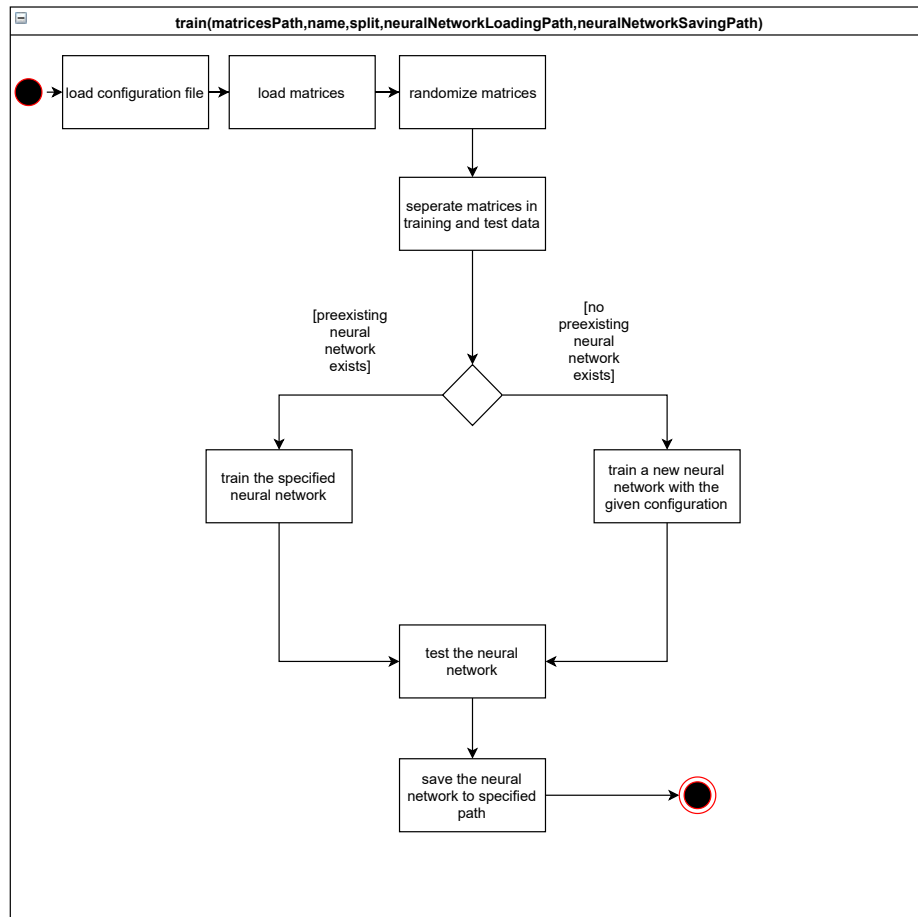 train(matricesPath,name,split,neuralNetworkLoadingPath,neuralNetworkSavingPath)
load configuration file
load matrices
randomize matrices
seperate matrices in
training and test data
[preexisting
neural
network
exists]
[no
preexisting
neural
network
exists]
train the specified
neural network
train a new neural
network with the
given configuration
test the neural
network
save the neural
network to specified
path